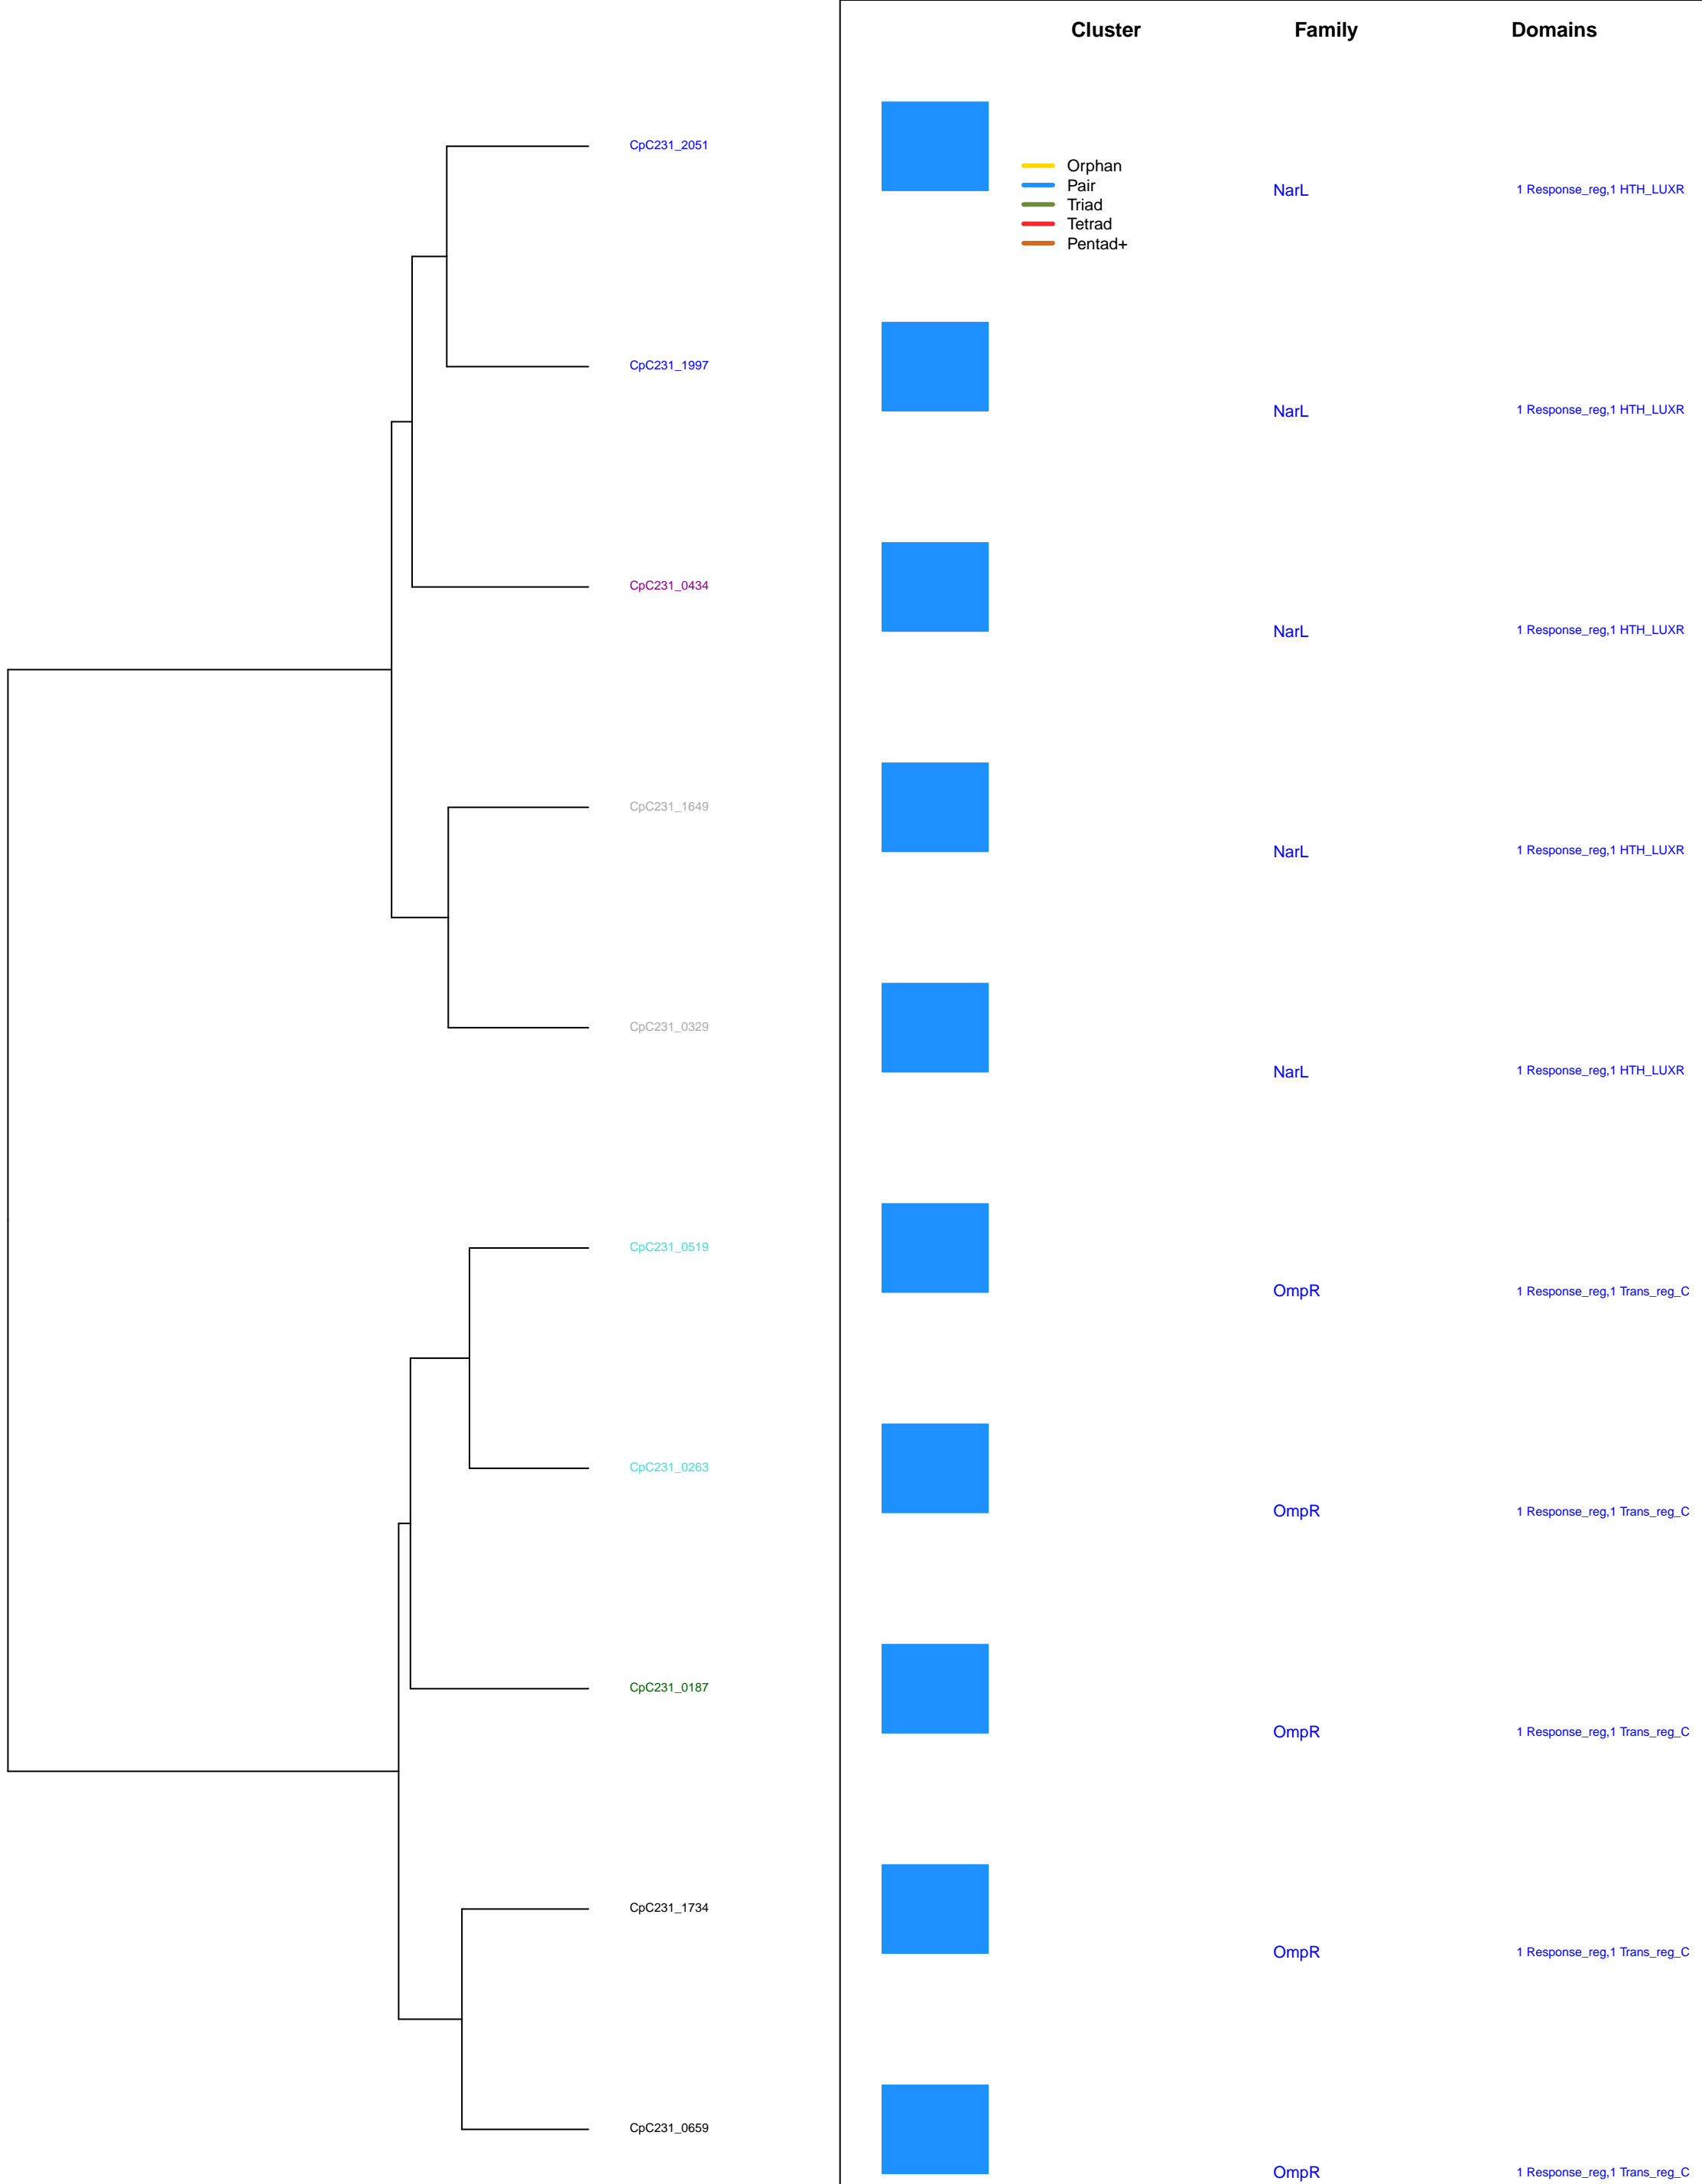 Cluster Family Domains
CpC231_2051
Orphan
Pair
NarL 1 Response_reg,1 HTH_LUXR
Triad
Tetrad
Pentad+
CpC231_1997
NarL 1 Response_reg,1 HTH_LUXR
CpC231_0434
NarL 1 Response_reg,1 HTH_LUXR
CpC231_1649
NarL 1 Response_reg,1 HTH_LUXR
CpC231_0329
NarL 1 Response_reg,1 HTH_LUXR
CpC231_0519
OmpR 1 Response_reg,1 Trans_reg_C
CpC231_0263
OmpR 1 Response_reg,1 Trans_reg_C
CpC231_0187
OmpR 1 Response_reg,1 Trans_reg_C
CpC231_1734
OmpR 1 Response_reg,1 Trans_reg_C
CpC231_0659
OmpR 1 Response_reg,1 Trans_reg_C